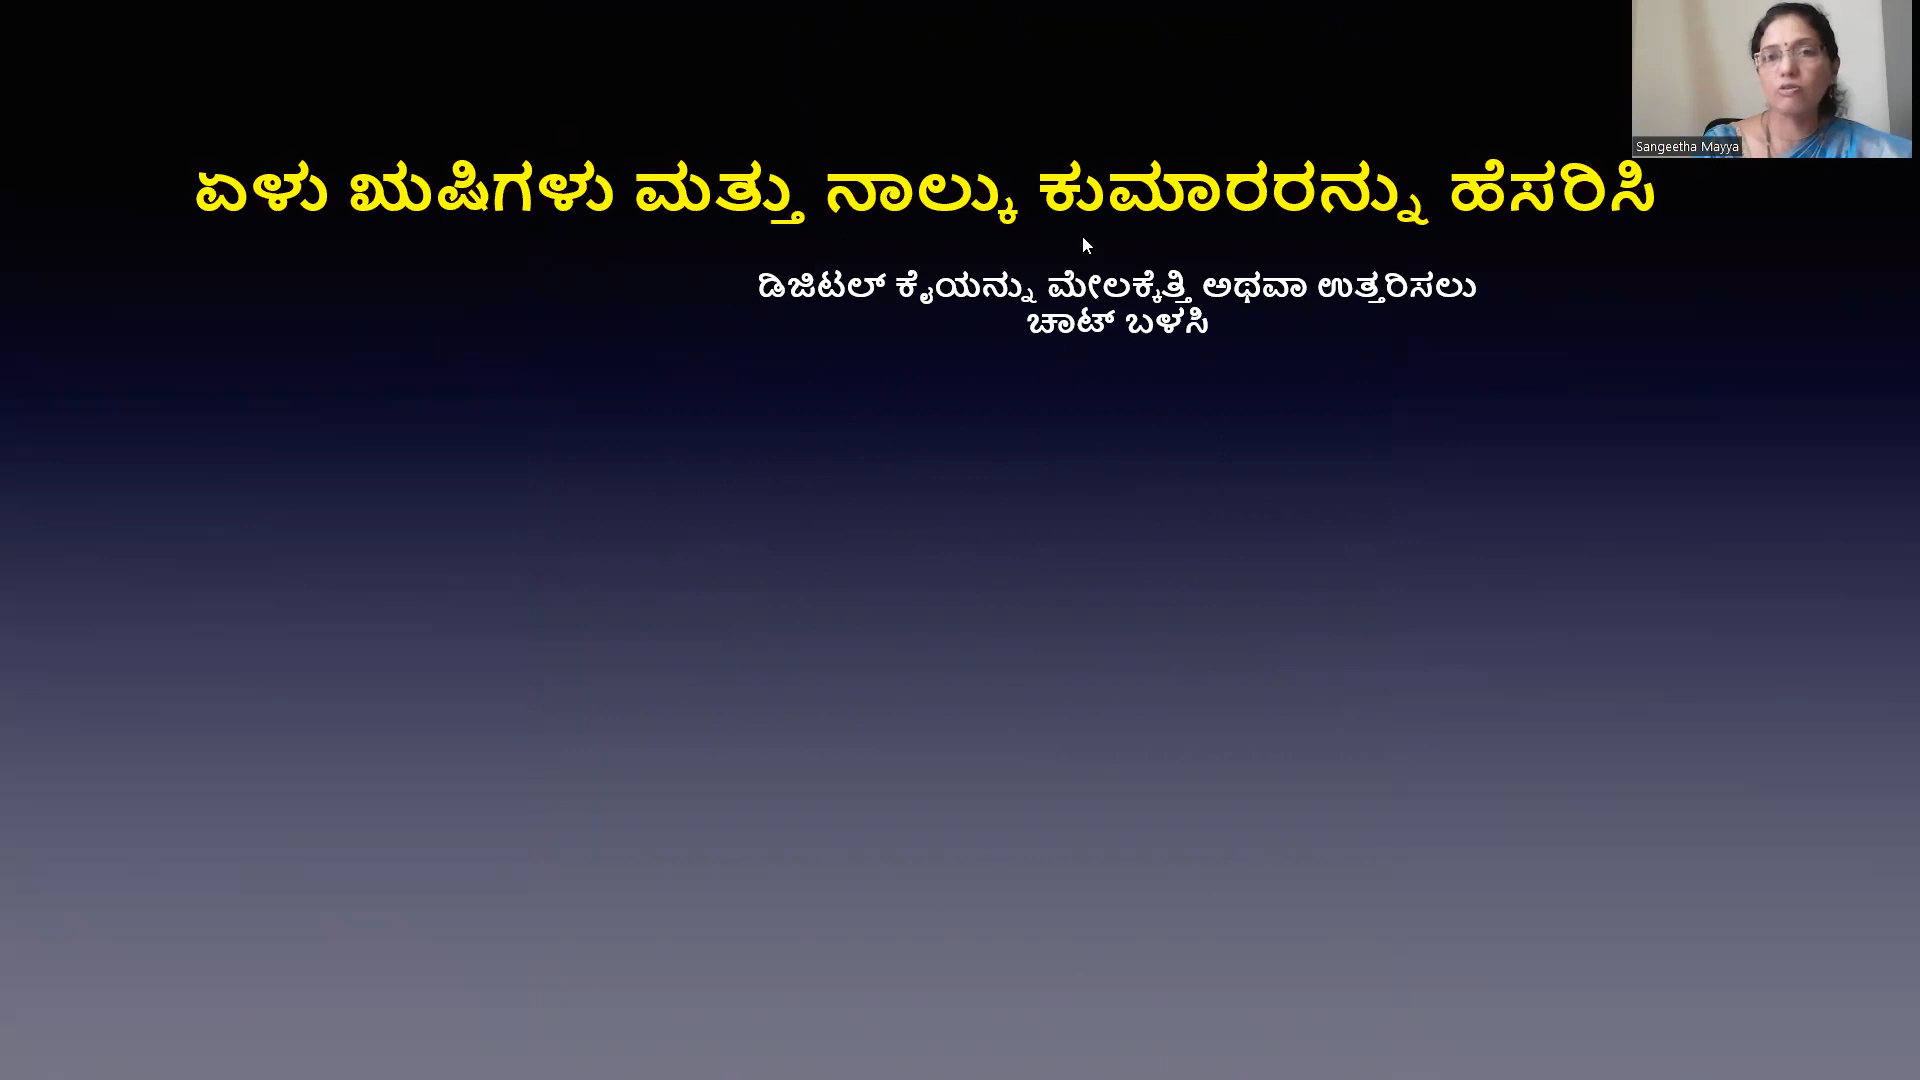 Sangeetha Mayya
ಏಳು ಋಷಿಗಳು ಮತ್ತು ನಾಲ್ಕು ಕುಮಾರರನ್ನು ಹೆಸರಿಸಿ
ಡಿಜಿಟಲ್ ಕೈಯನ್ನು ಮೇಲಕ್ಕೆತ್ತಿ ಅಥವಾ ಉತ್ತರಿಸಲು
ಚಾಟ್ ಬಳಸಿ